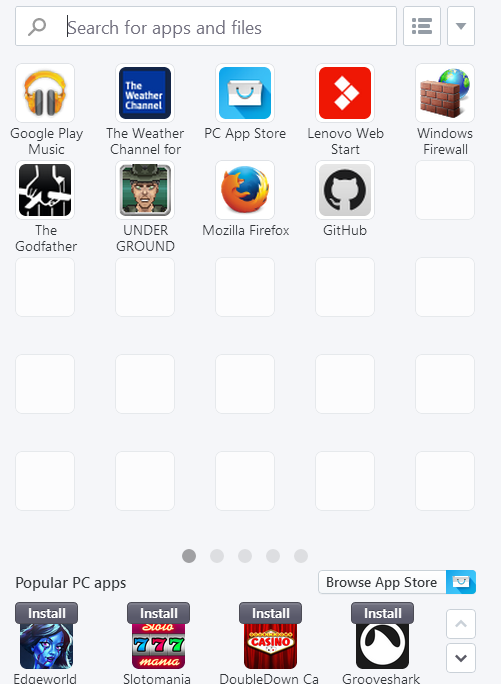 Search for apps and files
The
Weather
Channel
Google Play
Music
The Weather
Channel for
PC App Store
Lenovo Web
Start
Windows
Firewall
The
Godfather
UNDER
GROUND
Mozilla Firefox
GitHub
Popular PC apps
Browse App Store
Install
Install
Install
Install
Sloto
777
mania
CASINO
Edgeworld
Slotomania
DoubleDown Ca
Grooveshark